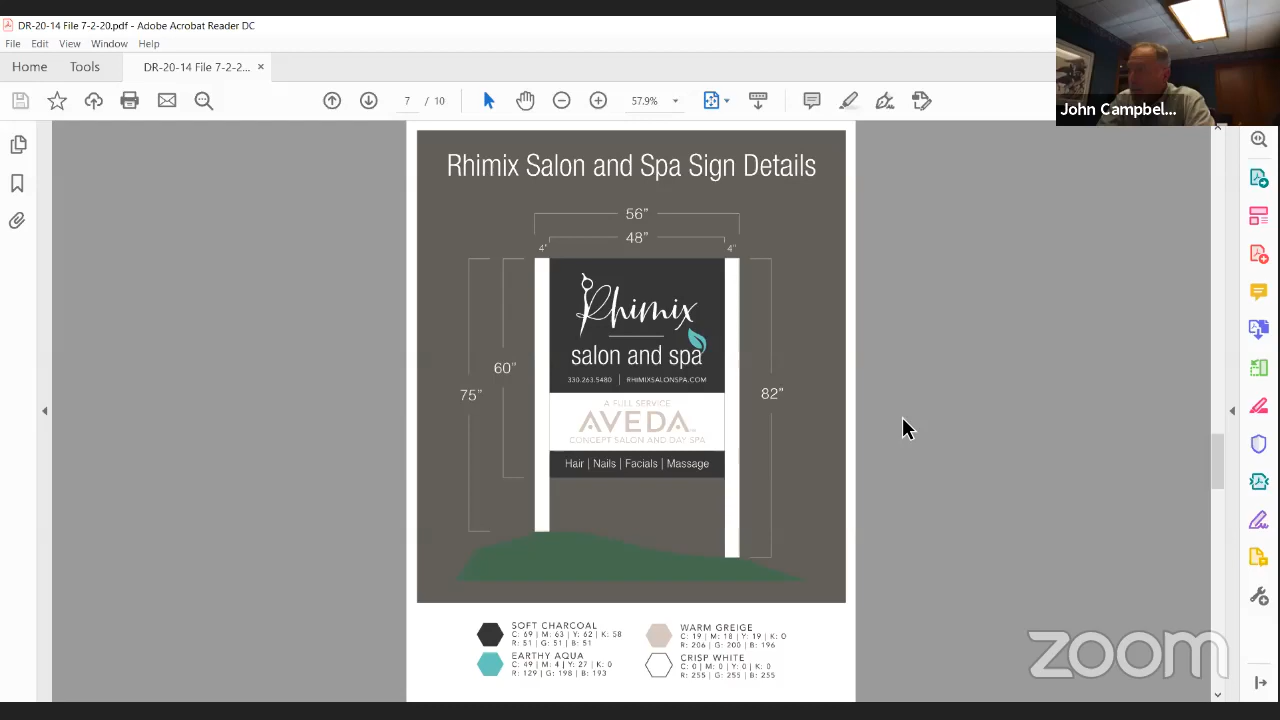 DR-20-14 File 7-2-20.pdf - Adobe Acrobat Reader DC
File Edit View Window Help
Home Tools DR-20-14 File 7-2-2... ×
7 / 10 57.9%
John Campbel...
Rhimix Salon and Spa Sign Details
56”
48”
4” 4”
Rhimix
salon and spa
330.263.5480 | RHIMIXSALONSPA.COM
60”
75”
82”
A FULL SERVICE
AVEDA
CONCEPT SALON AND DAY SPA
Hair | Nails | Facials | Massage
SOFT CHARCOAL
C: 69 | M: 63 | Y: 62 | K: 58
R: 51 | G: 51 | B: 51
EARTHY AQUA
C: 49 | M: 4 | Y: 27 | K: 0
R: 129 | G: 198 | B: 193
WARM GREIGE
C: 19 | M: 18 | Y: 19 | K: 0
R: 206 | G: 200 | B: 196
CRISP WHITE
C: 0 | M: 0 | Y: 0 | K: 0
R: 255 | G: 255 | B: 255
zoom